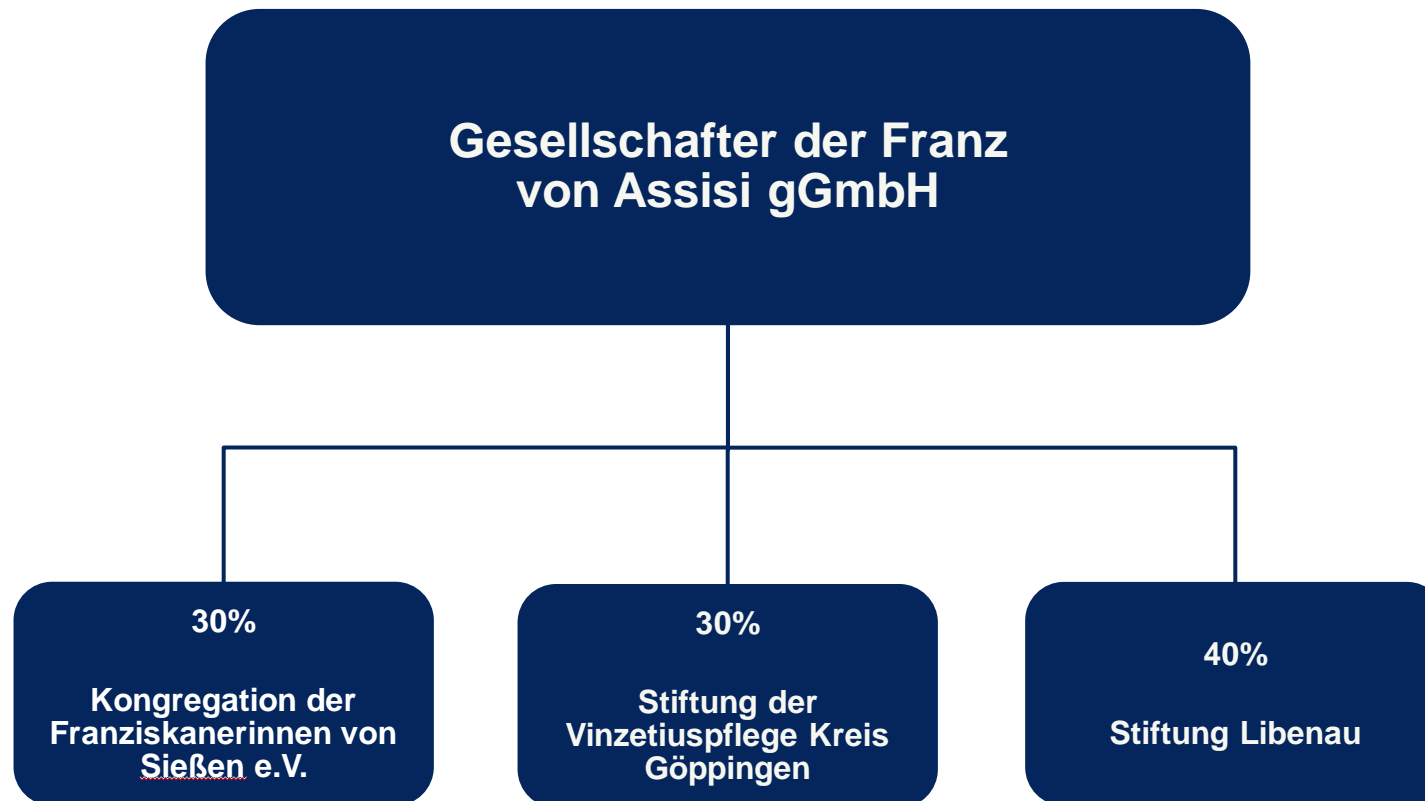 Gesellschafter der Franz
von Assisi gGmbH
30%
Kongregation der
Franziskanerinnen von
Sießen e.V.
30%
Stiftung der
Vinzetiuspflege Kreis
Göppingen
40%
Stiftung Libenau